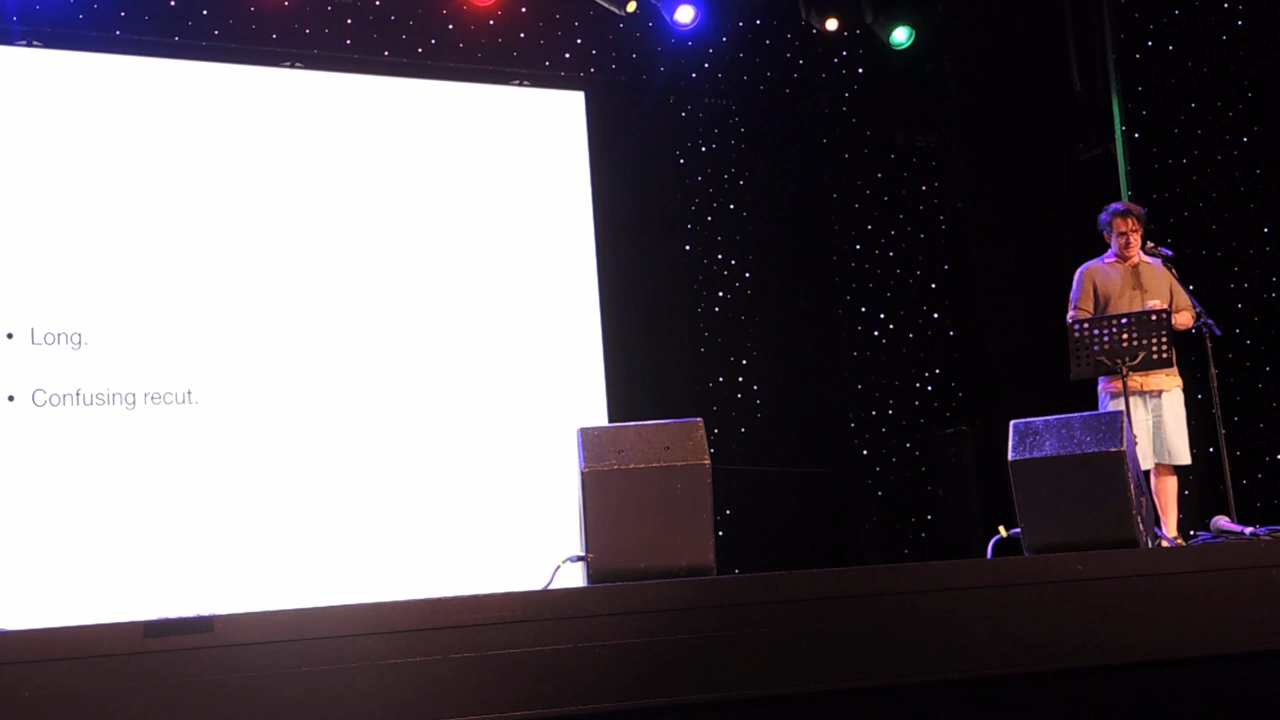 • Long.
• Confusing recut.